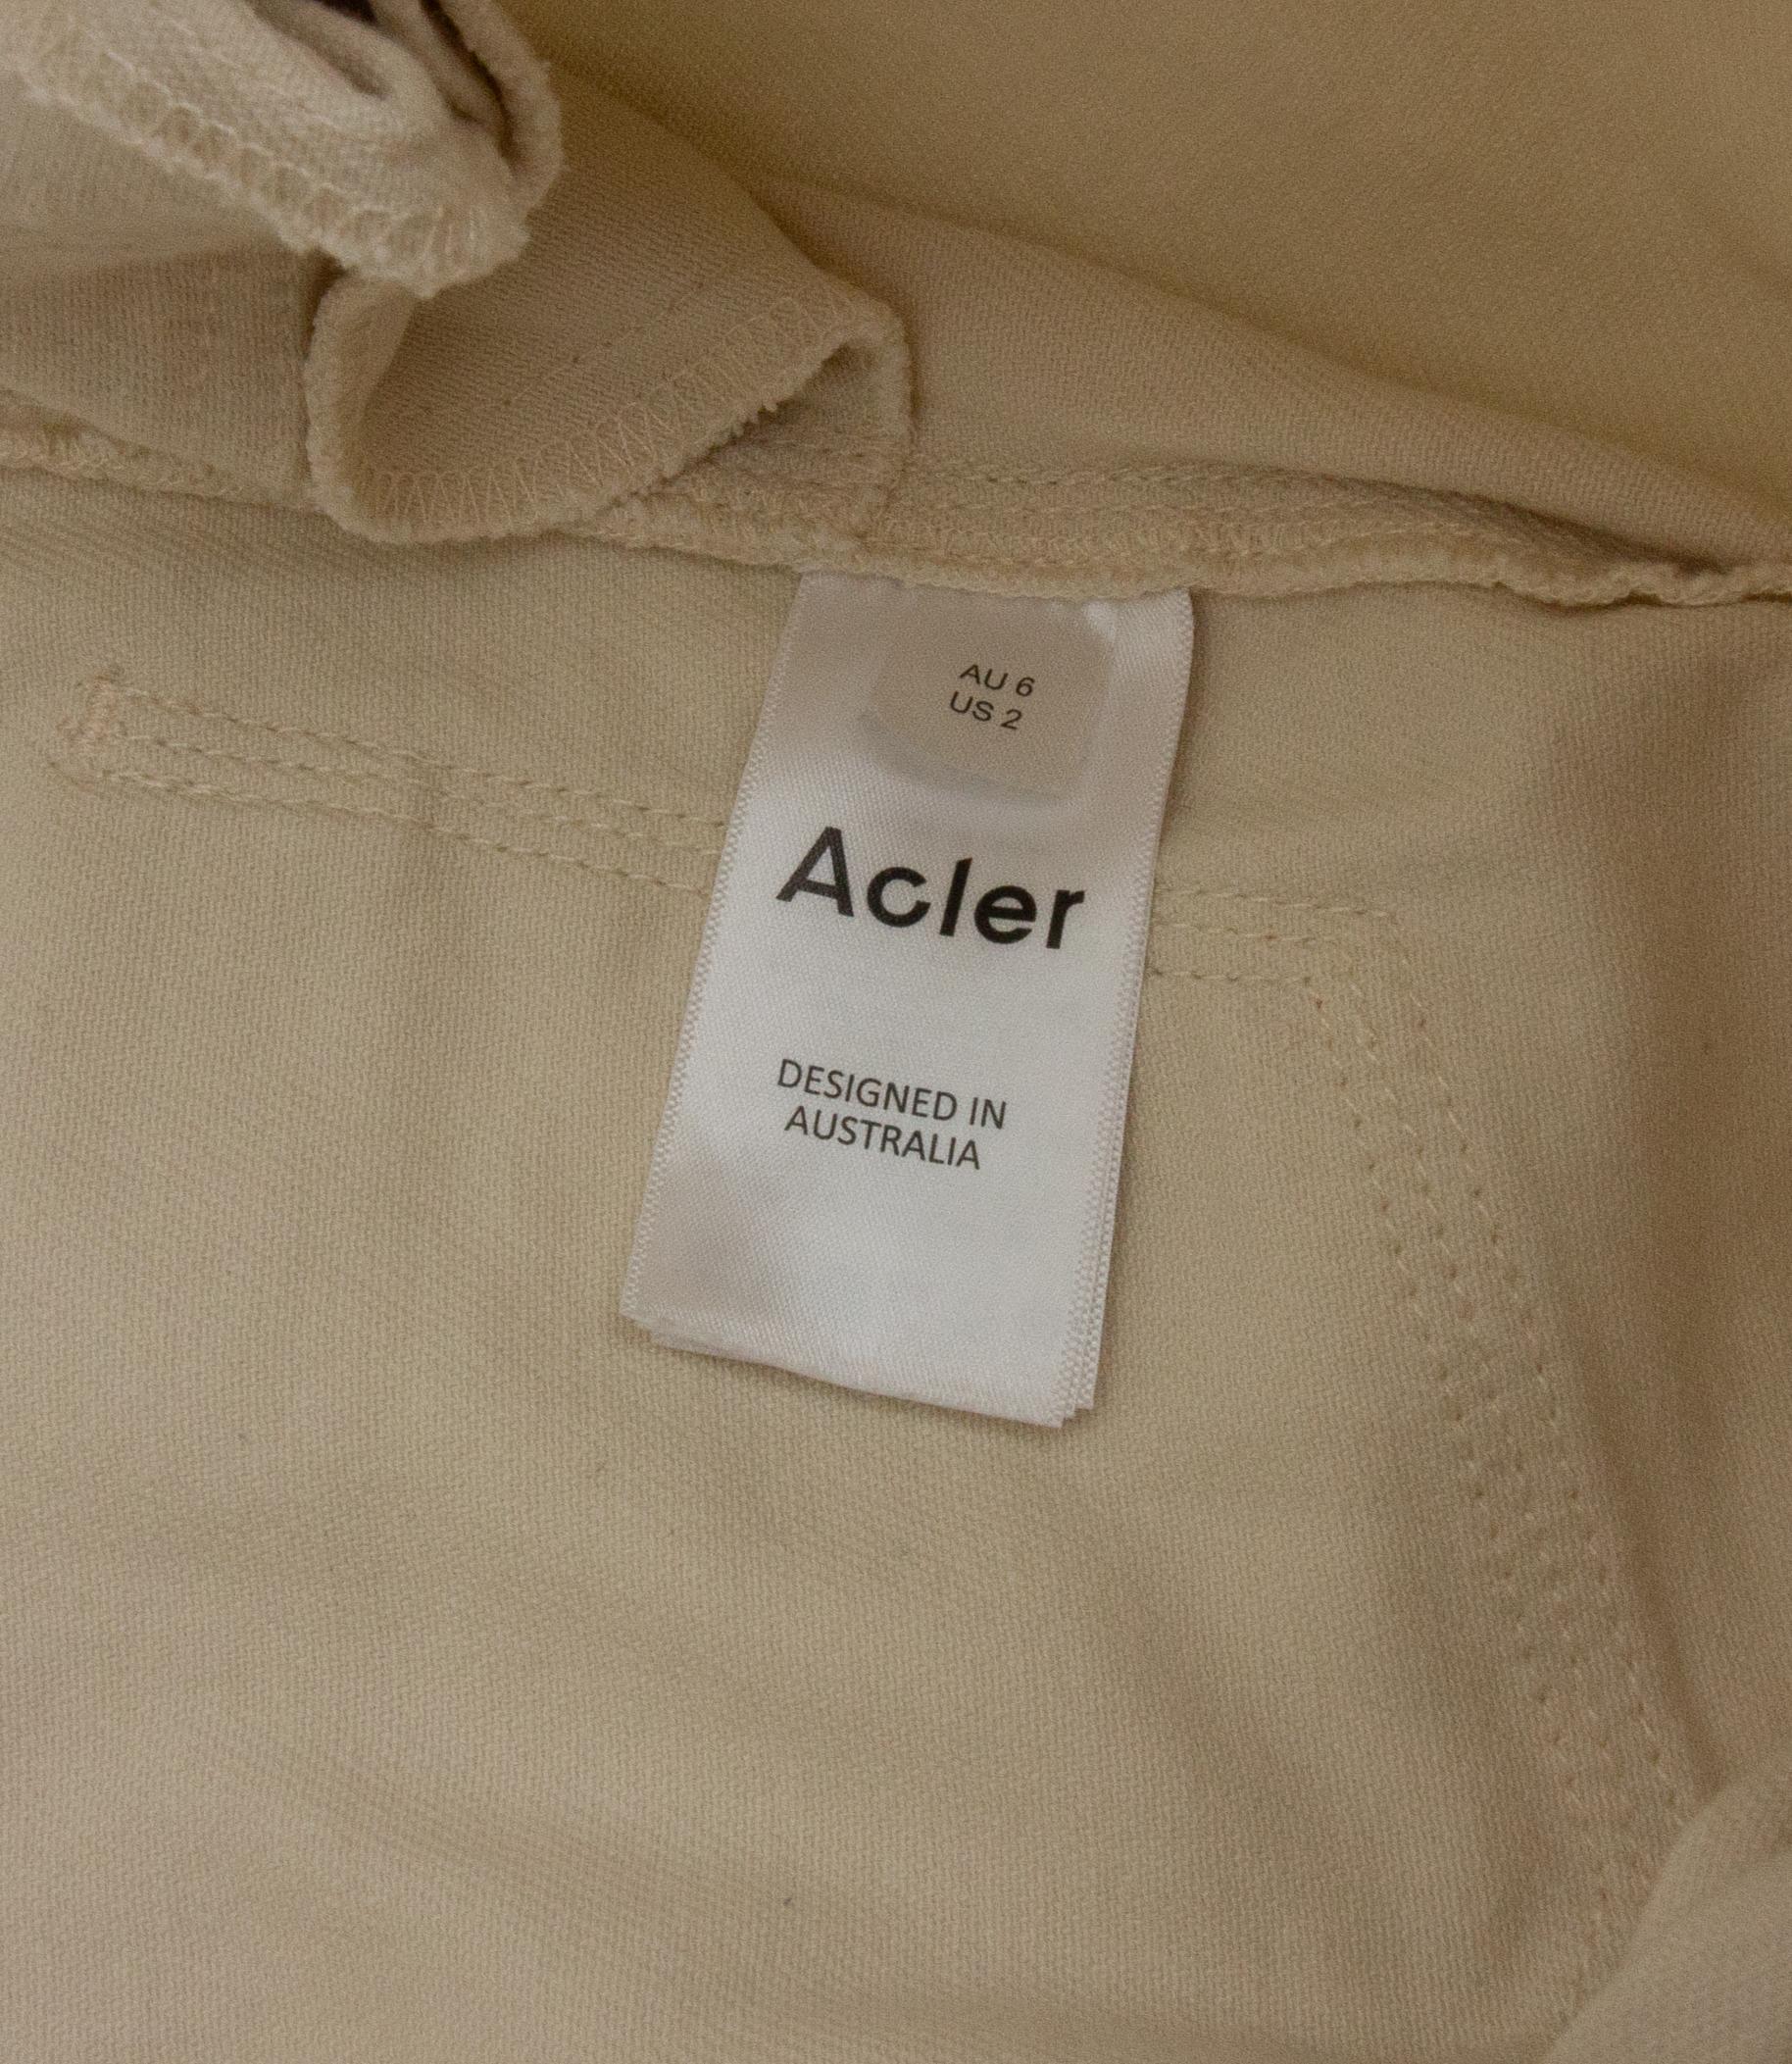 AU 6
US 2
Acler
DESIGNED IN
AUSTRALIA